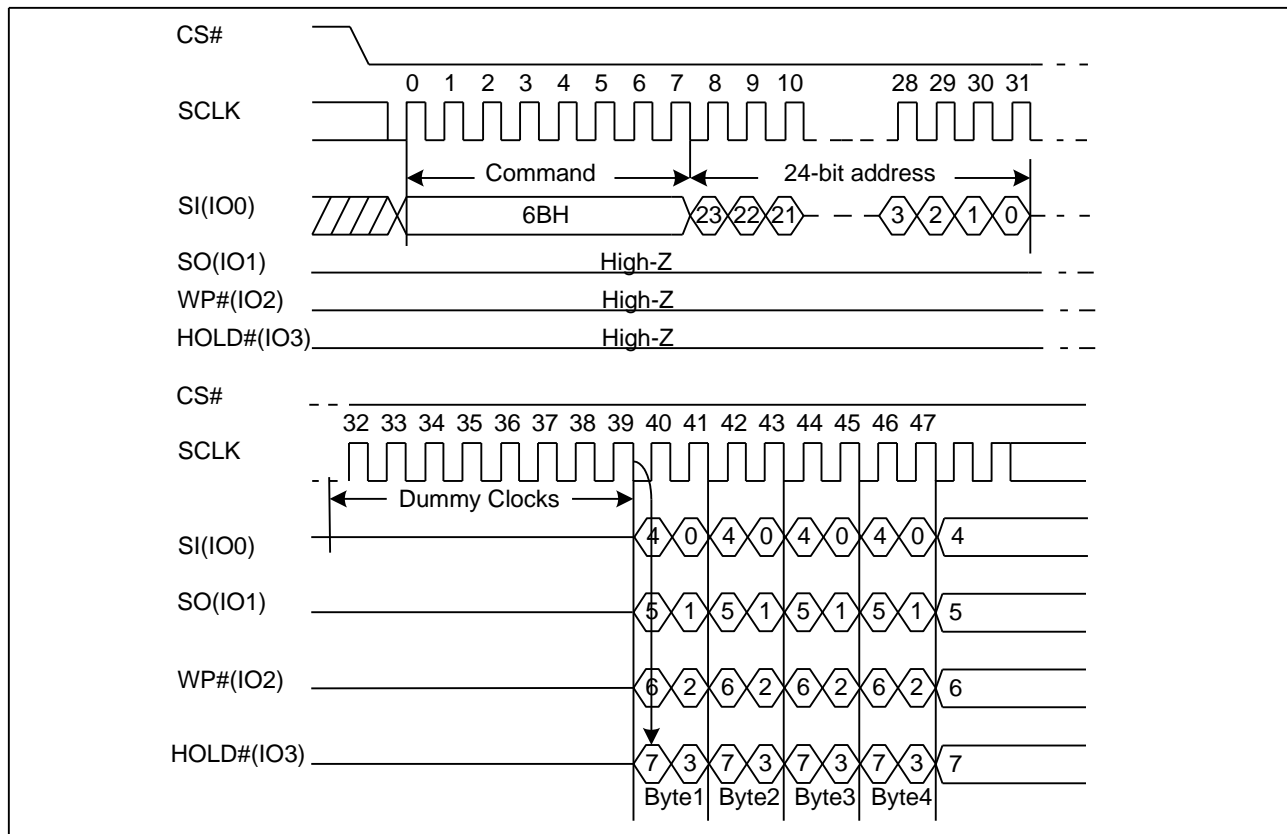 CS#
0 1 2 3 4 5 6 7 8 9 10 28 29 30 31
SCLK
Command 24-bit address
SI(IO0) 6BH 23 22 21 3 2 1 0
SO(IO1) High-Z
WP#(IO2) High-Z
HOLD#(IO3) High-Z
CS#
32 33 34 35 36 37 38 39 40 41 42 43 44 45 46 47
SCLK
Dummy Clocks
SI(IO0) 4 0 4 0 4 0 4 0 4
SO(IO1) 5 1 5 1 5 1 5 1 5
WP#(IO2) 6 2 6 2 6 2 6 2 6
HOLD#(IO3) 7 3 7 3 7 3 7 3 7
Byte1 Byte2 Byte3 Byte4